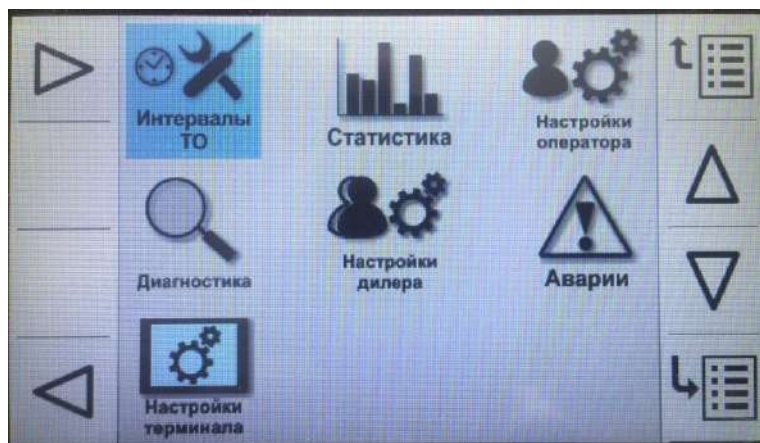 Интервалы
ТО
Статистика
Настройки
оператора
Диагностика
Настройки
дилера
Аварии
Настройки
терминала